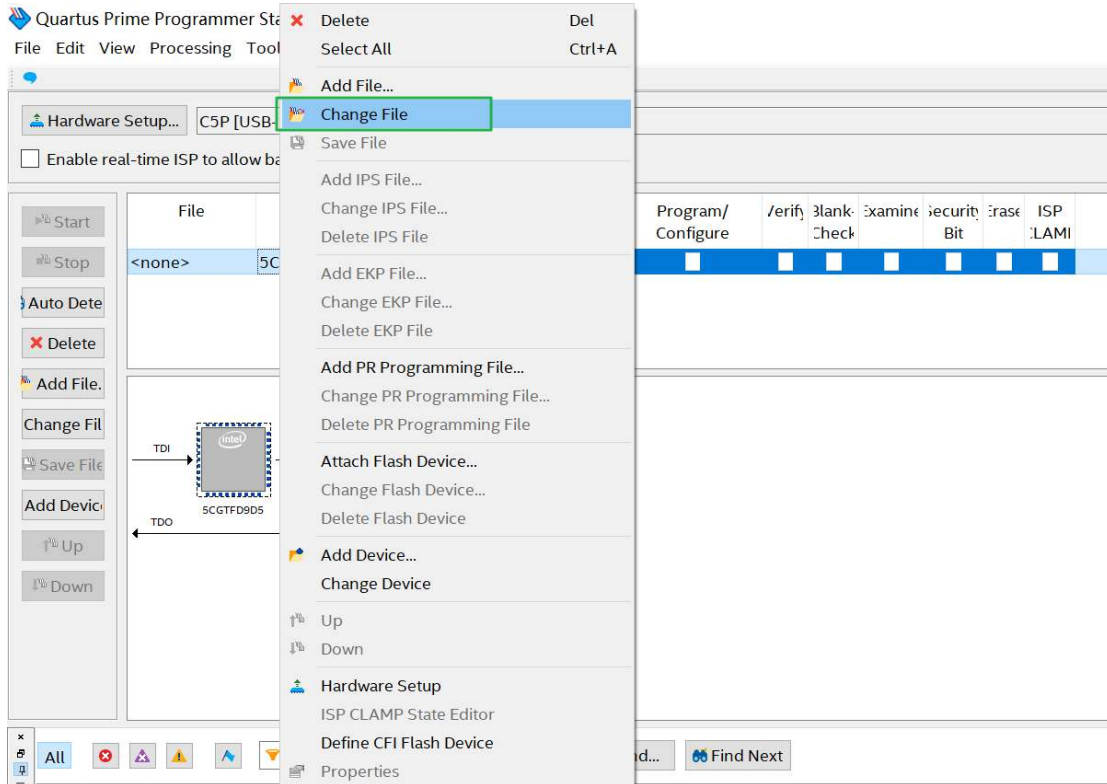 Quartus Prime Programmer Sta
File Edit View Processing Tool
Hardware Setup... C5P [USB-
Enable real-time ISP to allow ba
Start
Stop
Auto Dete
Delete
Add File.
Change Fil
Save File
Add Devic
Up
Down
File
Program/
Configure
Verify
Blank-
Check
Examine
Security
Bit
Erase
ISP
CLAMP
<none> 5C
TDI
intel
5CGTFD9D5
TDO
Delete Del
Select All Ctrl+A
Add File...
Change File
Save File
Add IPS File...
Change IPS File...
Delete IPS File
Add EKP File...
Change EKP File...
Delete EKP File
Add PR Programming File...
Change PR Programming File...
Delete PR Programming File
Attach Flash Device...
Change Flash Device...
Delete Flash Device
Add Device...
Change Device
Up
Down
Hardware Setup
ISP CLAMP State Editor
Define CFI Flash Device
Properties
All
nd...
Find Next